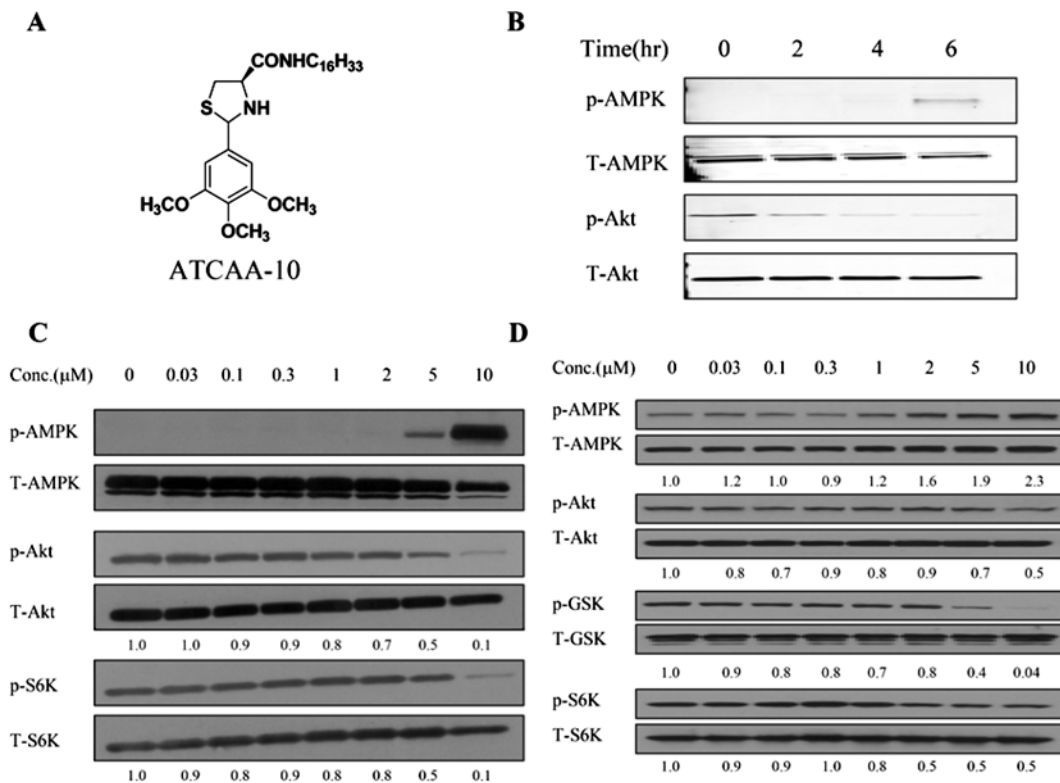 A
CONHC16H33
S
NH
H3CO
OCH3
OCH3
ATCAA-10
B
Time(hr) 0 2 4 6
p-AMPK
T-AMPK
p-Akt
T-Akt
C
Conc.(µM) 0 0.03 0.1 0.3 1 2 5 10
p-AMPK
T-AMPK
p-Akt
T-Akt
1.0 1.0 0.9 0.9 0.8 0.7 0.5 0.1
p-S6K
T-S6K
1.0 0.9 0.8 0.9 0.8 0.8 0.5 0.1
D
Conc.(µM) 0 0.03 0.1 0.3 1 2 5 10
p-AMPK
T-AMPK
1.0 1.2 1.0 0.9 1.2 1.6 1.9 2.3
p-Akt
T-Akt
1.0 0.8 0.7 0.9 0.8 0.9 0.7 0.5
p-GSK
T-GSK
1.0 0.9 0.8 0.8 0.7 0.8 0.4 0.04
p-S6K
T-S6K
1.0 0.9 0.9 1.0 0.8 0.5 0.5 0.5